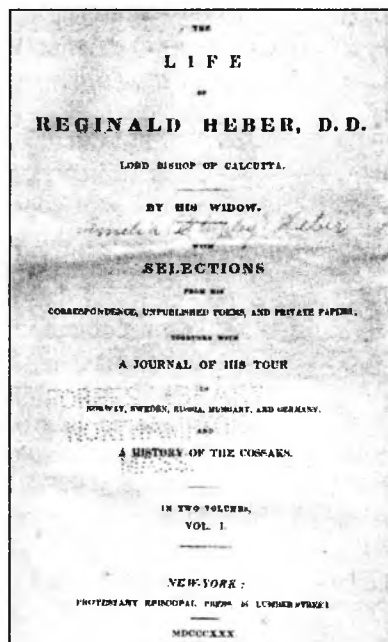 THE
LIFE
OF
REGINALD HEBER, D.D.
LORD BISHOP OF CALCUTTA.
BY HIS WIDOW.
Heber
WITH
SELECTIONS
FROM HIS
CORRESPONDENCE, UNPUBLISHED POEMS, AND PRIVATE PAPERS,
TOGETHER WITH
A JOURNAL OF HIS TOUR
IN
NORWAY, SWEDEN, RUSSIA, HUNGARY, AND GERMANY.
AND
A HISTORY OF THE COSSAKS.
IN TWO VOLUMES,
VOL. I.
NEW-YORK:
PROTESTANT EPISCOPAL PRESS 46 LUMBER STREET
MDCCCXXX